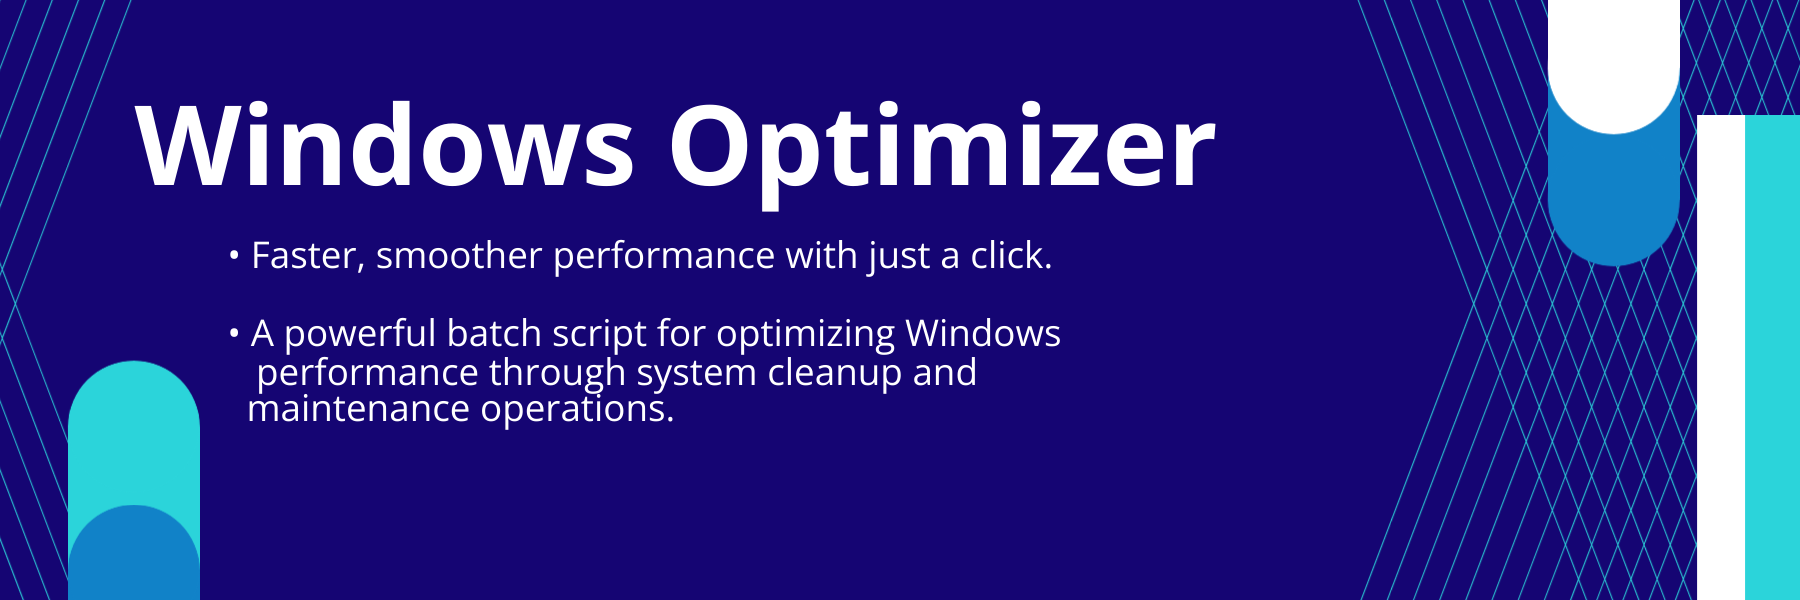 Windows Optimizer
• Faster, smoother performance with just a click.
• A powerful batch script for optimizing Windows
performance through system cleanup and
maintenance operations.